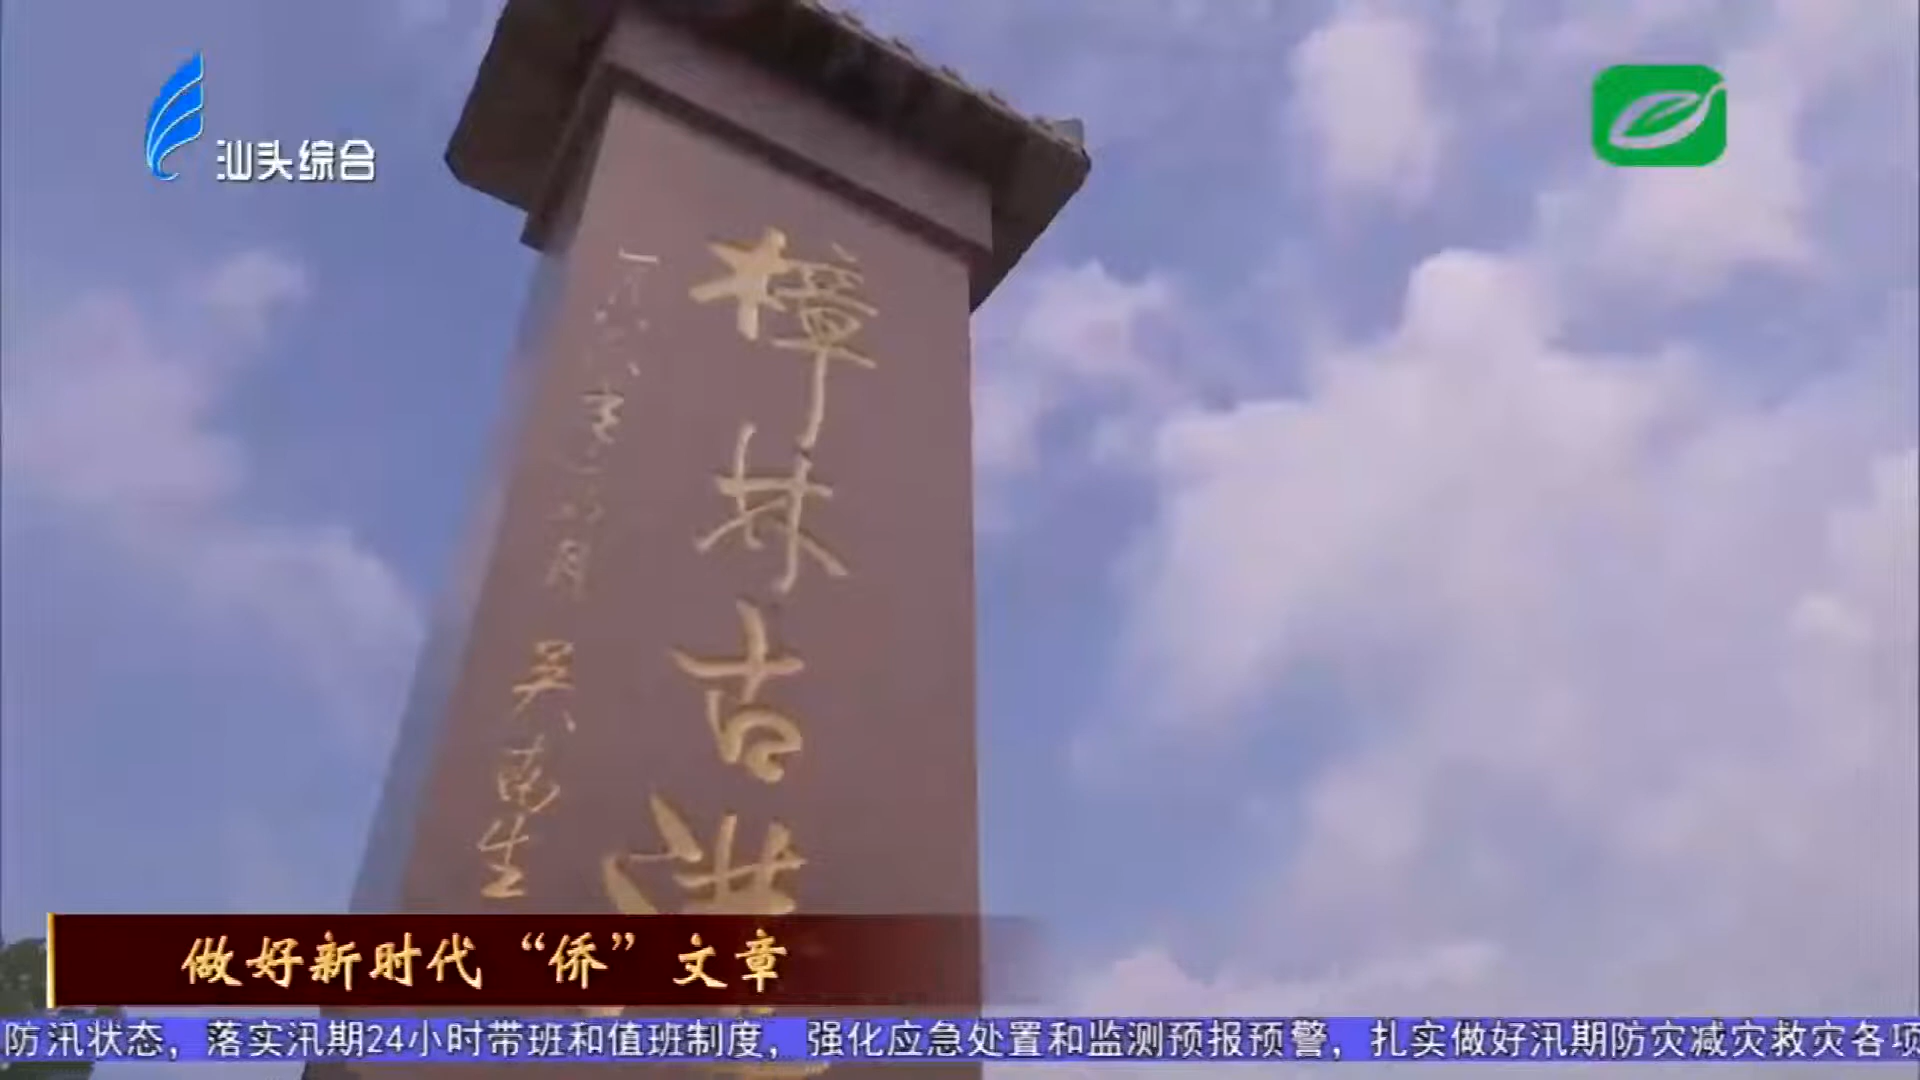 汕头综合
樟林古港
吴南生
做好新时代“侨”文章
防汛状态，落实汛期24小时带班和值班制度，强化应急处置和监测预报预警，扎实做好汛期防灾减灾救灾各项